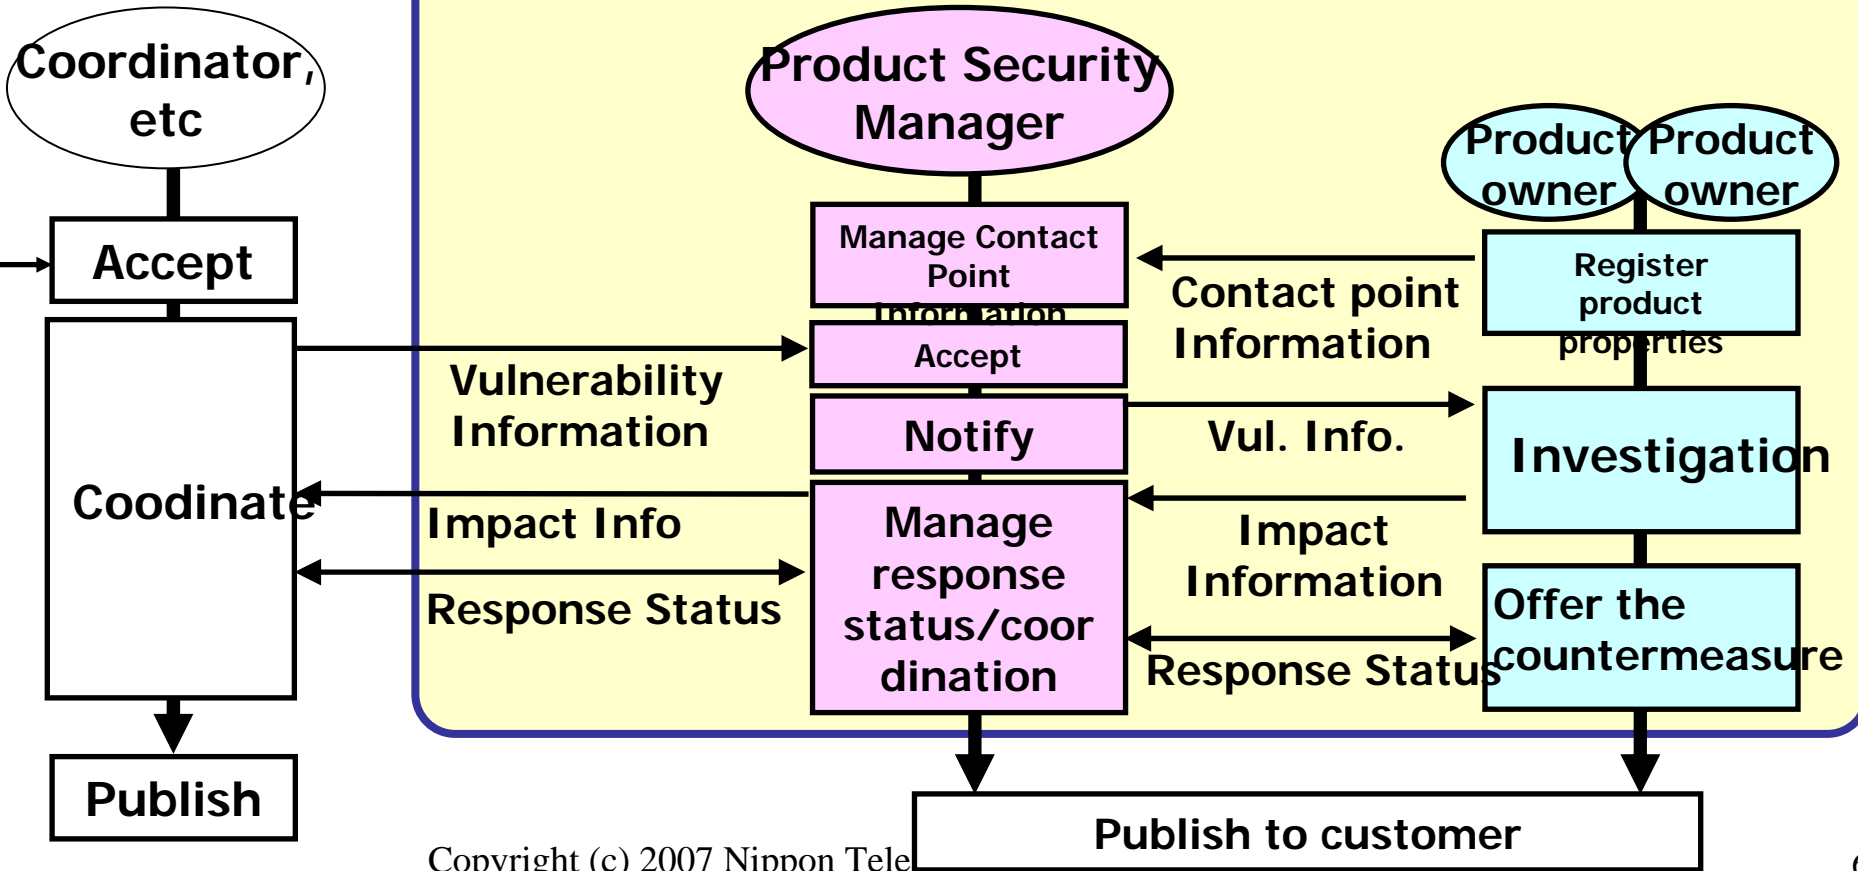 Coordinator,
etc
Accept
Coodinate
Publish
Vulnerability
Information
Impact Info
Response Status
Product Security
Manager
Manage Contact
Point
Information
Accept
Notify
Manage
response
status/coor
dination
Contact point
Information
Vul. Info.
Impact
Information
Response Status
Product
owner
Product
owner
Register
product
properties
Investigation
Offer the
countermeasure
Publish to customer
Copyright (c) 2007 Nippon Tele